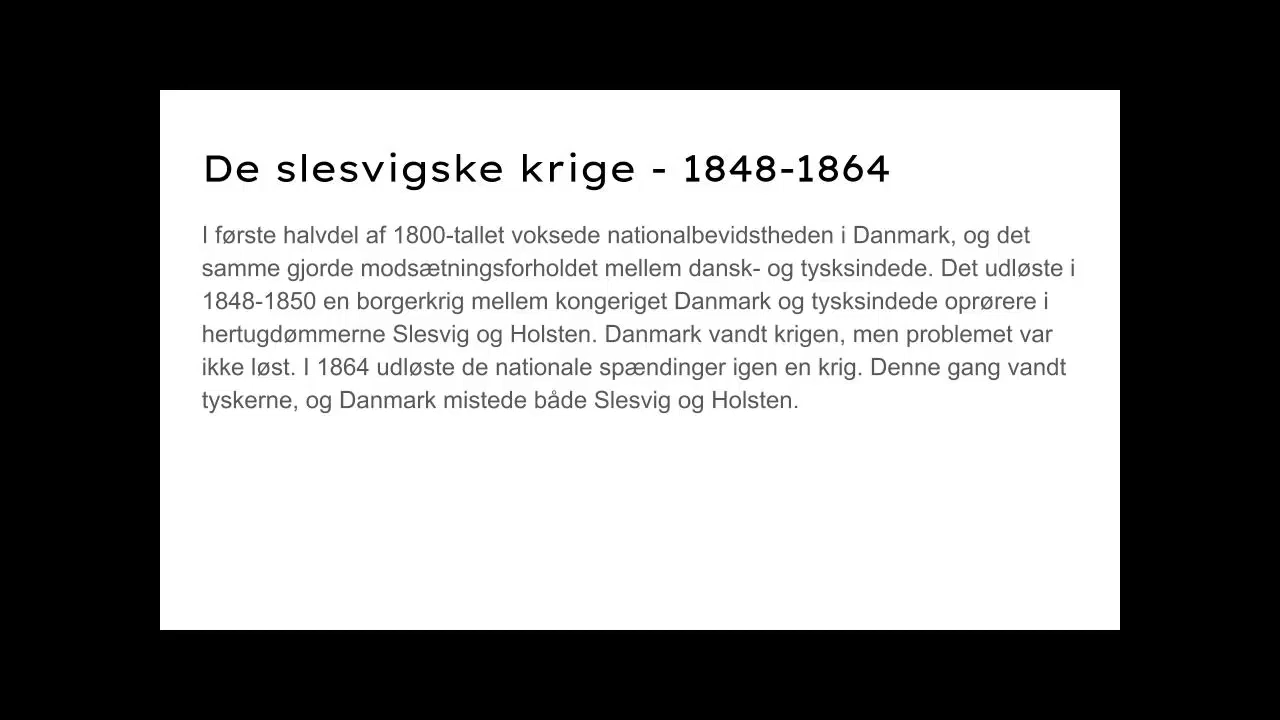 De slesvigske krige - 1848-1864
I første halvdel af 1800-tallet voksede nationalbevidstheden i Danmark, og det
samme gjorde modsætningsforholdet mellem dansk- og tysksindede. Det udløste i
1848-1850 en borgerkrig mellem kongeriget Danmark og tysksindede oprørere i
hertugdømmerne Slesvig og Holsten. Danmark vandt krigen, men problemet var
ikke løst. I 1864 udløste de nationale spændinger igen en krig. Denne gang vandt
tyskerne, og Danmark mistede både Slesvig og Holsten.